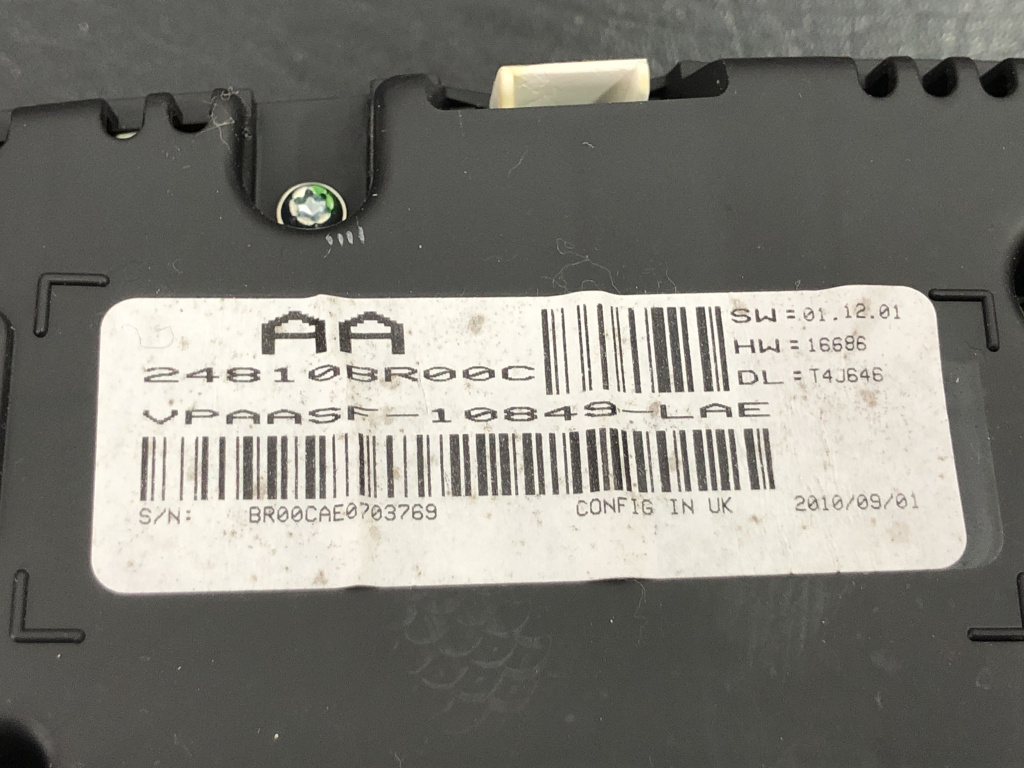 AA
24810BR00C
VPAASF-10849-LAE
SW=01.12.01
HW=16686
DL=T4J646
S/N: BR00CAE0703769
CONFIG IN UK
2010/09/01